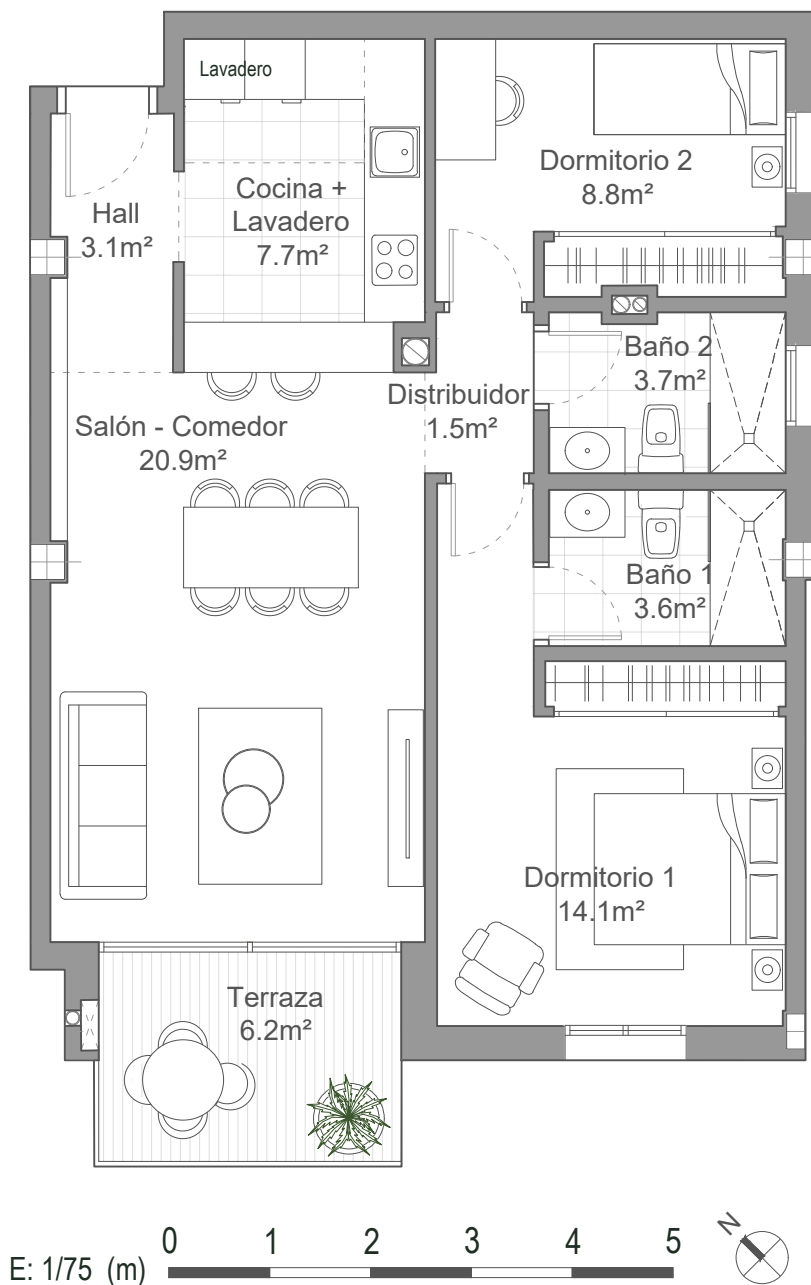 Lavadero
Dormitorio 2
8.8m²
Cocina +
Lavadero
7.7m²
Hall
3.1m²
Baño 2
3.7m²
Distribuidor
1.5m²
Salón - Comedor
20.9m²
Baño 1
3.6m²
Dormitorio 1
14.1m²
Terraza
6.2m²
E: 1/75 (m)
0 1 2 3 4 5
N